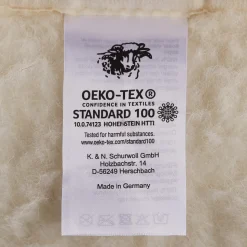 OEKO-TEX®
CONFIDENCE IN TEXTILES
STANDARD 100
10.0.74123 HOHENSTEIN HTTI
Tested for harmful substances.
www.oeko-tex.com/standard100
K. & N. Schurwoll GmbH
Holzbachstr. 14
D-56249 Herschbach
Made in Germany